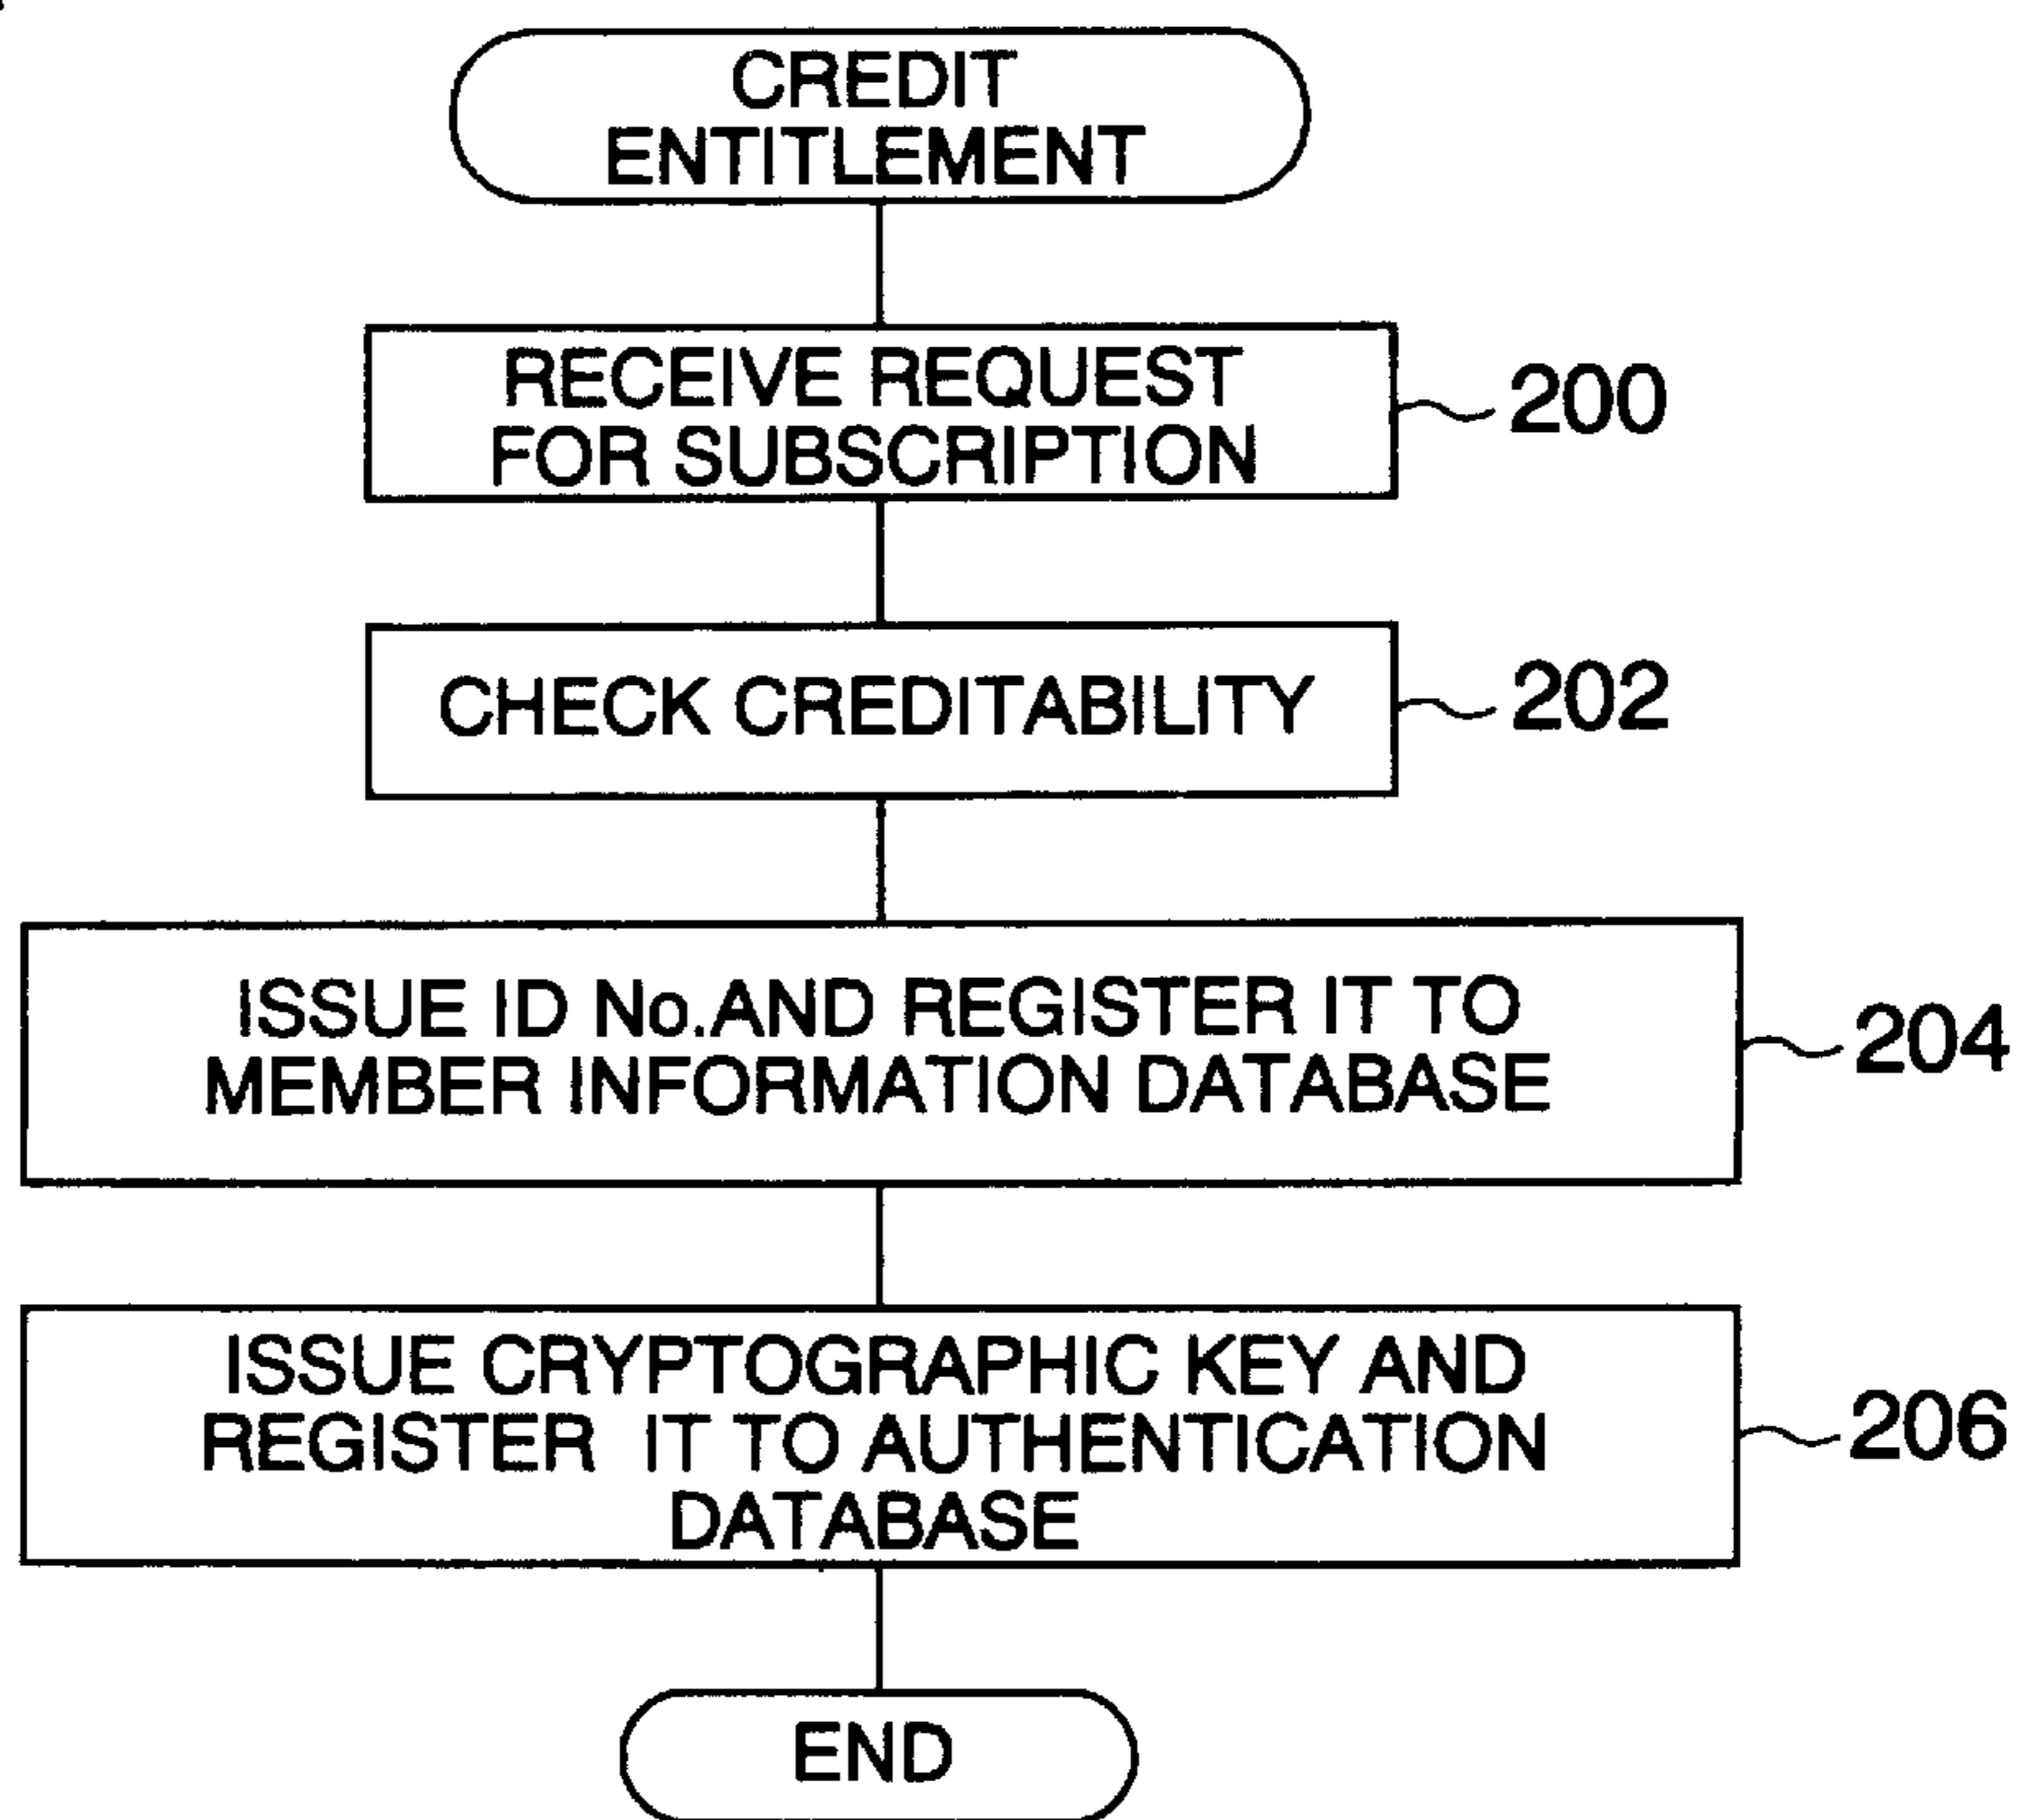 CREDIT
ENTITLEMENT
RECEIVE REQUEST
FOR SUBSCRIPTION
200
CHECK CREDITABILITY
202
ISSUE ID No.AND REGISTER IT TO
MEMBER INFORMATION DATABASE
204
ISSUE CRYPTOGRAPHIC KEY AND
REGISTER IT TO AUTHENTICATION
DATABASE
206
END